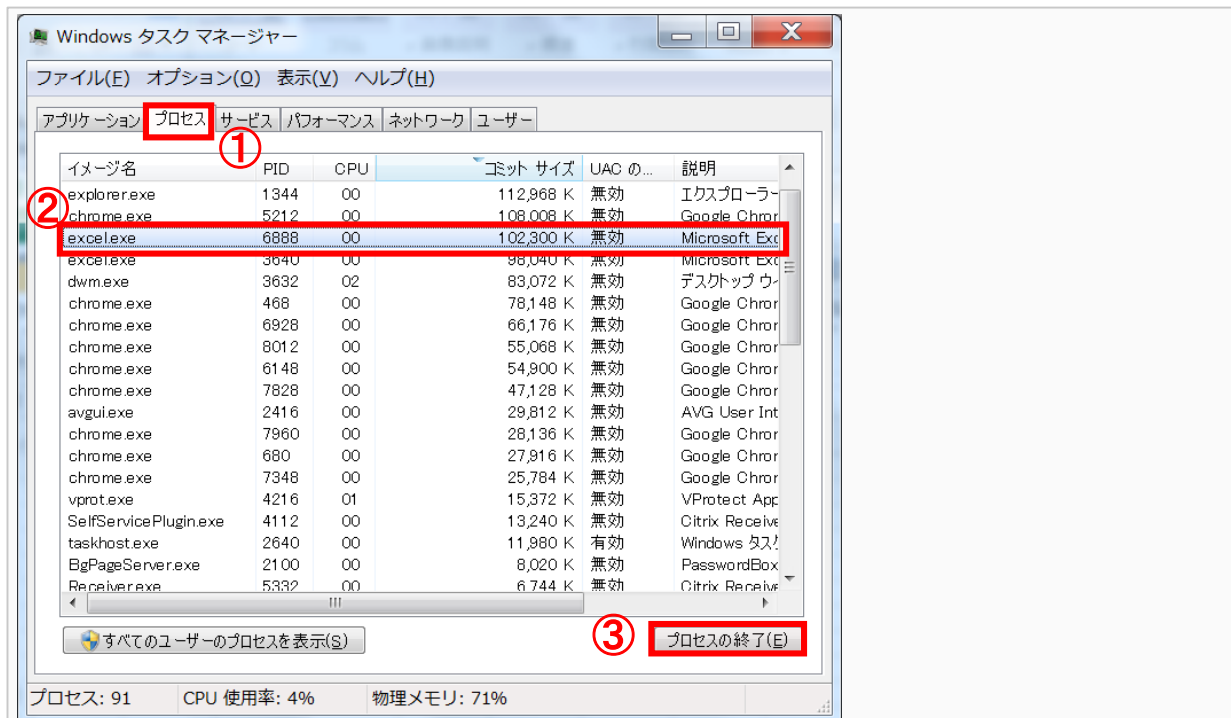 Windows タスク マネージャー
ファイル(F) オプション(O) 表示(V) ヘルプ(H)
アプリケーション プロセス サービス パフォーマンス ネットワーク ユーザー
①
イメージ名 PID CPU コミット サイズ UAC の... 説明
explorer.exe 1344 00 112,968 K 無効 エクスプローラー
②
chrome.exe 5212 00 108,008 K 無効 Google Chror
excel.exe 6888 00 102,300 K 無効 Microsoft Exc
excel.exe 3640 00 98,040 K 無効 Microsoft Exc
dwm.exe 3632 02 83,072 K 無効 デスクトップ ウ
chrome.exe 468 00 78,148 K 無効 Google Chror
chrome.exe 6928 00 66,176 K 無効 Google Chror
chrome.exe 8012 00 55,068 K 無効 Google Chror
chrome.exe 6148 00 54,900 K 無効 Google Chror
chrome.exe 7828 00 47,128 K 無効 Google Chror
avgui.exe 2416 00 29,812 K 無効 AVG User Int
chrome.exe 7960 00 28,136 K 無効 Google Chror
chrome.exe 680 00 27,916 K 無効 Google Chror
chrome.exe 7348 00 25,784 K 無効 Google Chror
vprot.exe 4216 01 15,372 K 無効 VProtect App
SelfServicePlugin.exe 4112 00 13,240 K 無効 Citrix Receive
taskhost.exe 2640 00 11,980 K 有効 Windows タスク
BgPageServer.exe 2100 00 8,020 K 無効 PasswordBox
Receiver.exe 5332 00 6,744 K 無効 Citrix Receive
すべてのユーザーのプロセスを表示(S) ③ プロセスの終了(E)
プロセス: 91 CPU 使用率: 4% 物理メモリ: 71%